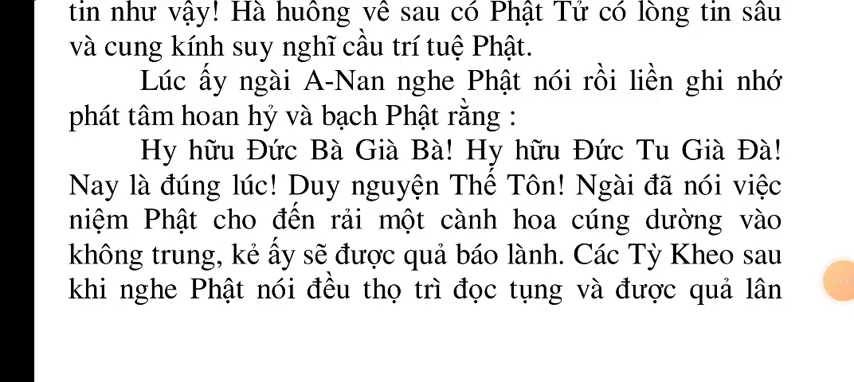 tin như vậy! Hà huống về sau có Phật Tử có lòng tin sâu
và cung kính suy nghĩ cầu trí tuệ Phật.
Lúc ấy ngài A-Nan nghe Phật nói rồi liền ghi nhớ
phát tâm hoan hỷ và bạch Phật rằng :
Hy hữu Đức Bà Già Bà! Hy hữu Đức Tu Già Đà!
Nay là đúng lúc! Duy nguyện Thế Tôn! Ngài đã nói việc
niệm Phật cho đến rải một cành hoa cúng dường vào
không trung, kẻ ấy sẽ được quả báo lành. Các Tỳ Kheo sau
khi nghe Phật nói đều thọ trì đọc tụng và được quả lân